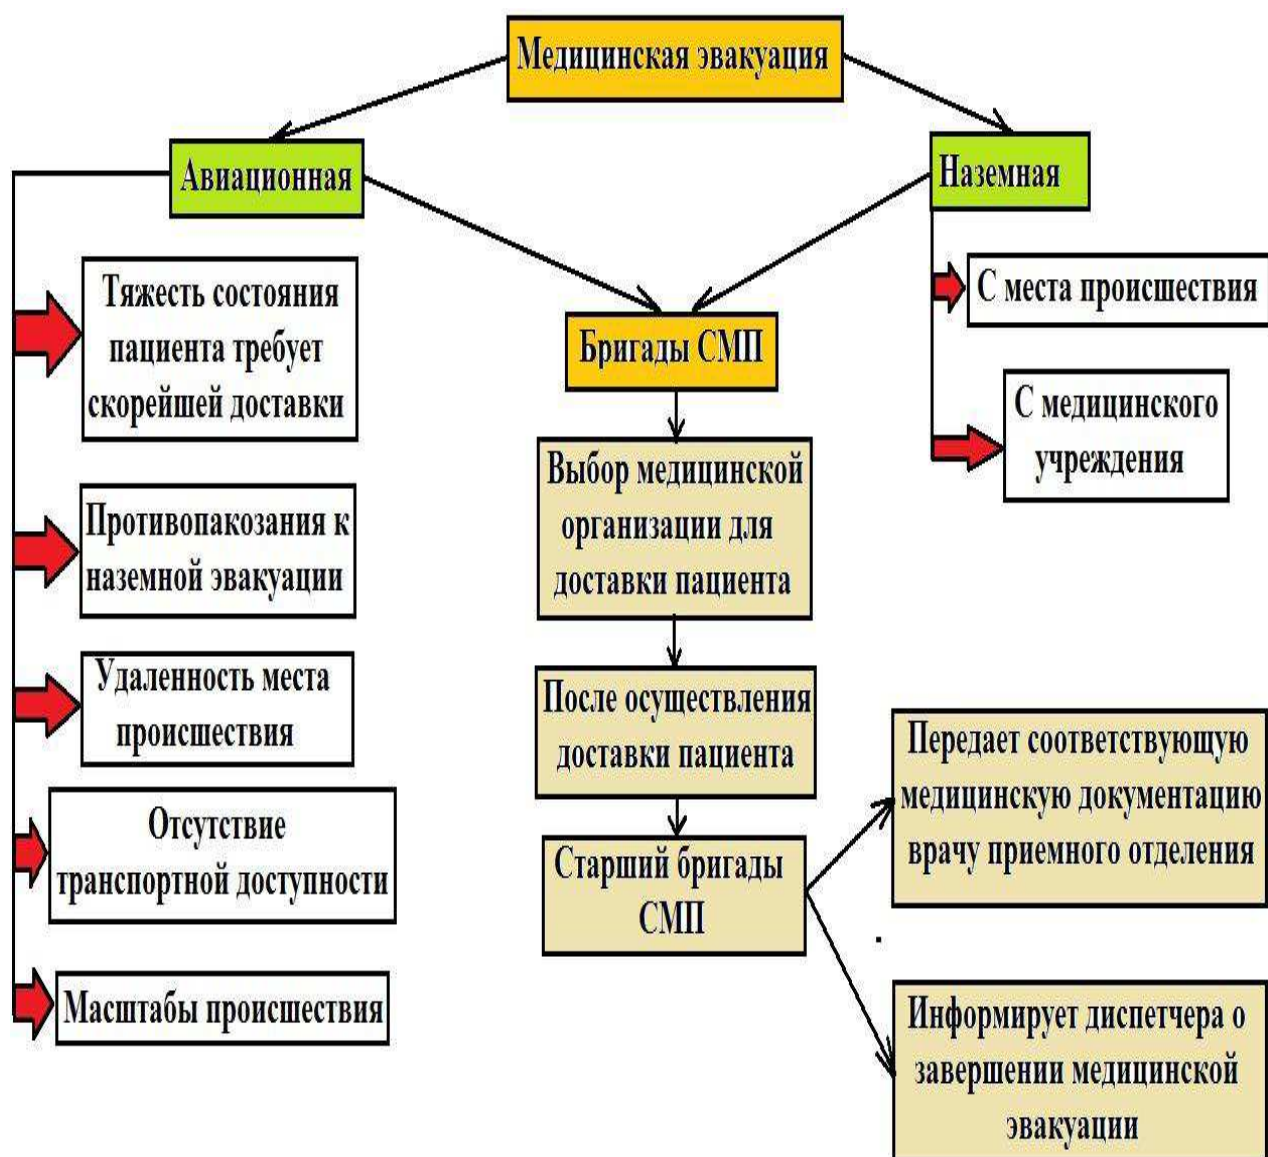 Медицинская эвакуация
Авиационная
Наземная
Тяжесть состояния
пациента требует
скорейшей доставки
Противопакозания к
наземной эвакуации
Удаленность места
происшествия
Отсутствие
транспортной доступности
Масштабы происшествия
Бригады СМП
Выбор медицинской
организации для
доставки пациента
После осуществления
доставки пациента
Старший бригады
СМП
С места происшествия
С медицинского
учреждения
Передает соответствующую
медицинскую документацию
врачу приемного отделения
Информирует диспетчера о
завершении медицинской
эвакуации